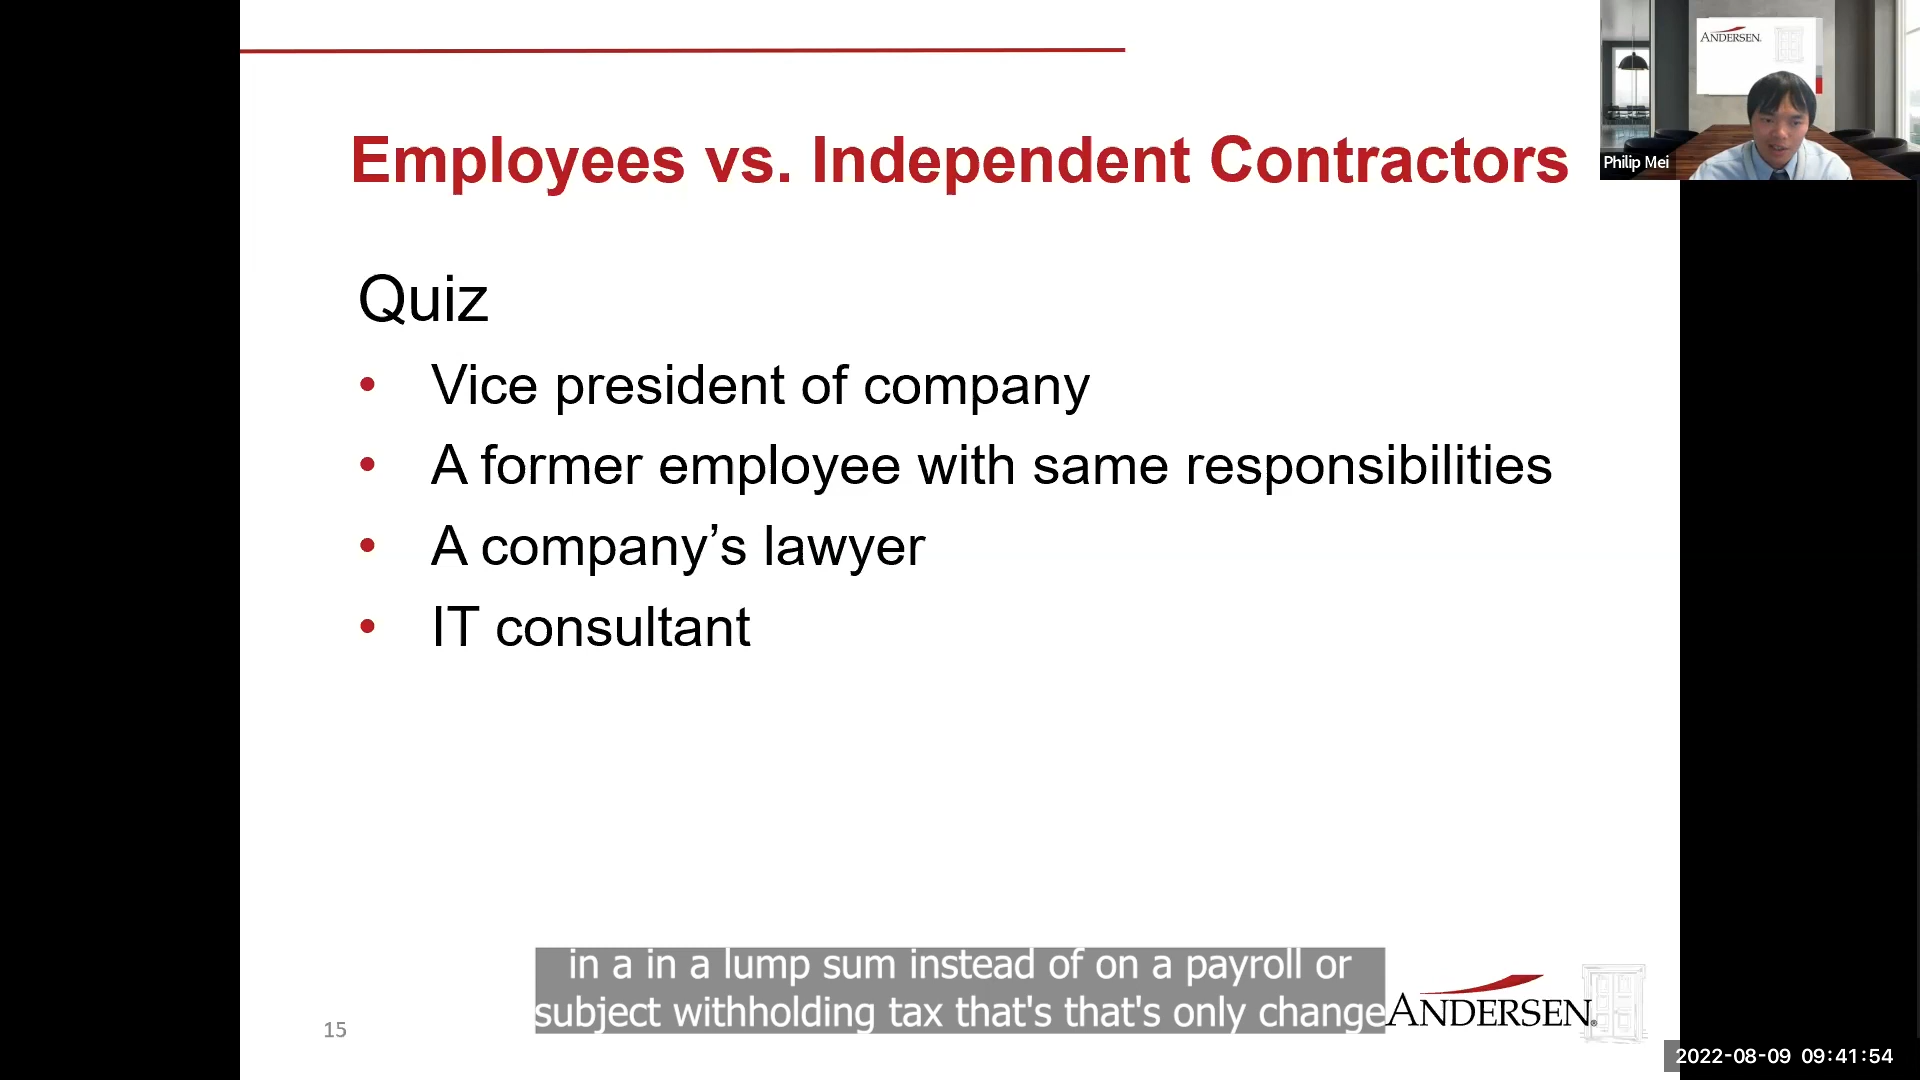 ANDERSEN.
Philip Mei
Employees vs. Independent Contractors
Quiz
• Vice president of company
• A former employee with same responsibilities
• A company’s lawyer
• IT consultant
in a in a lump sum instead of on a payroll or
subject withholding tax that's that's only change
ANDERSEN®
15
2022-08-09 09:41:54